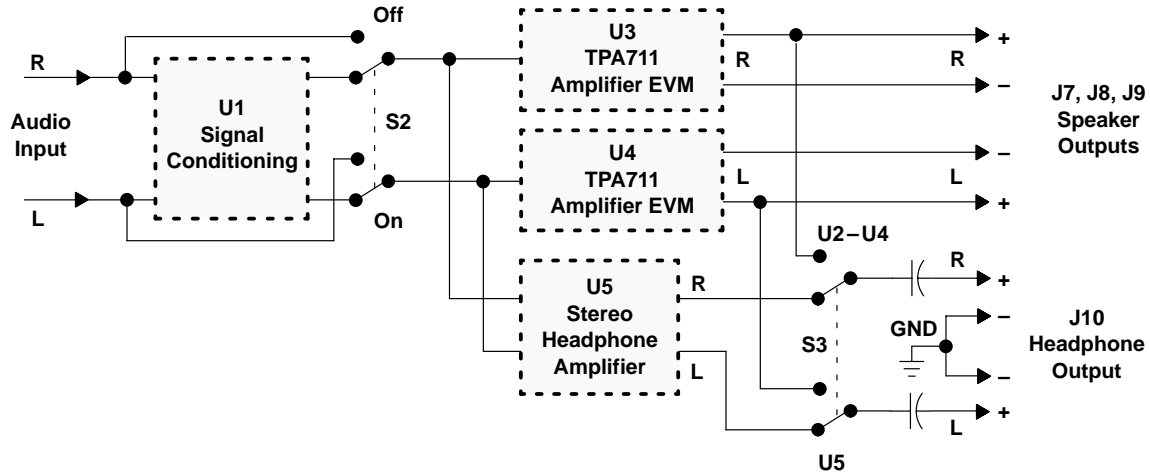 Off
R
Audio
Input
L
U1
Signal
Conditioning
S2
On
U3
TPA711
Amplifier EVM
R
R
+
–
U4
TPA711
Amplifier EVM
L
–
L
+
J7, J8, J9
Speaker
Outputs
U5
Stereo
Headphone
Amplifier
R
L
U2–U4
S3
U5
R
+
GND
–
–
+
L
J10
Headphone
Output